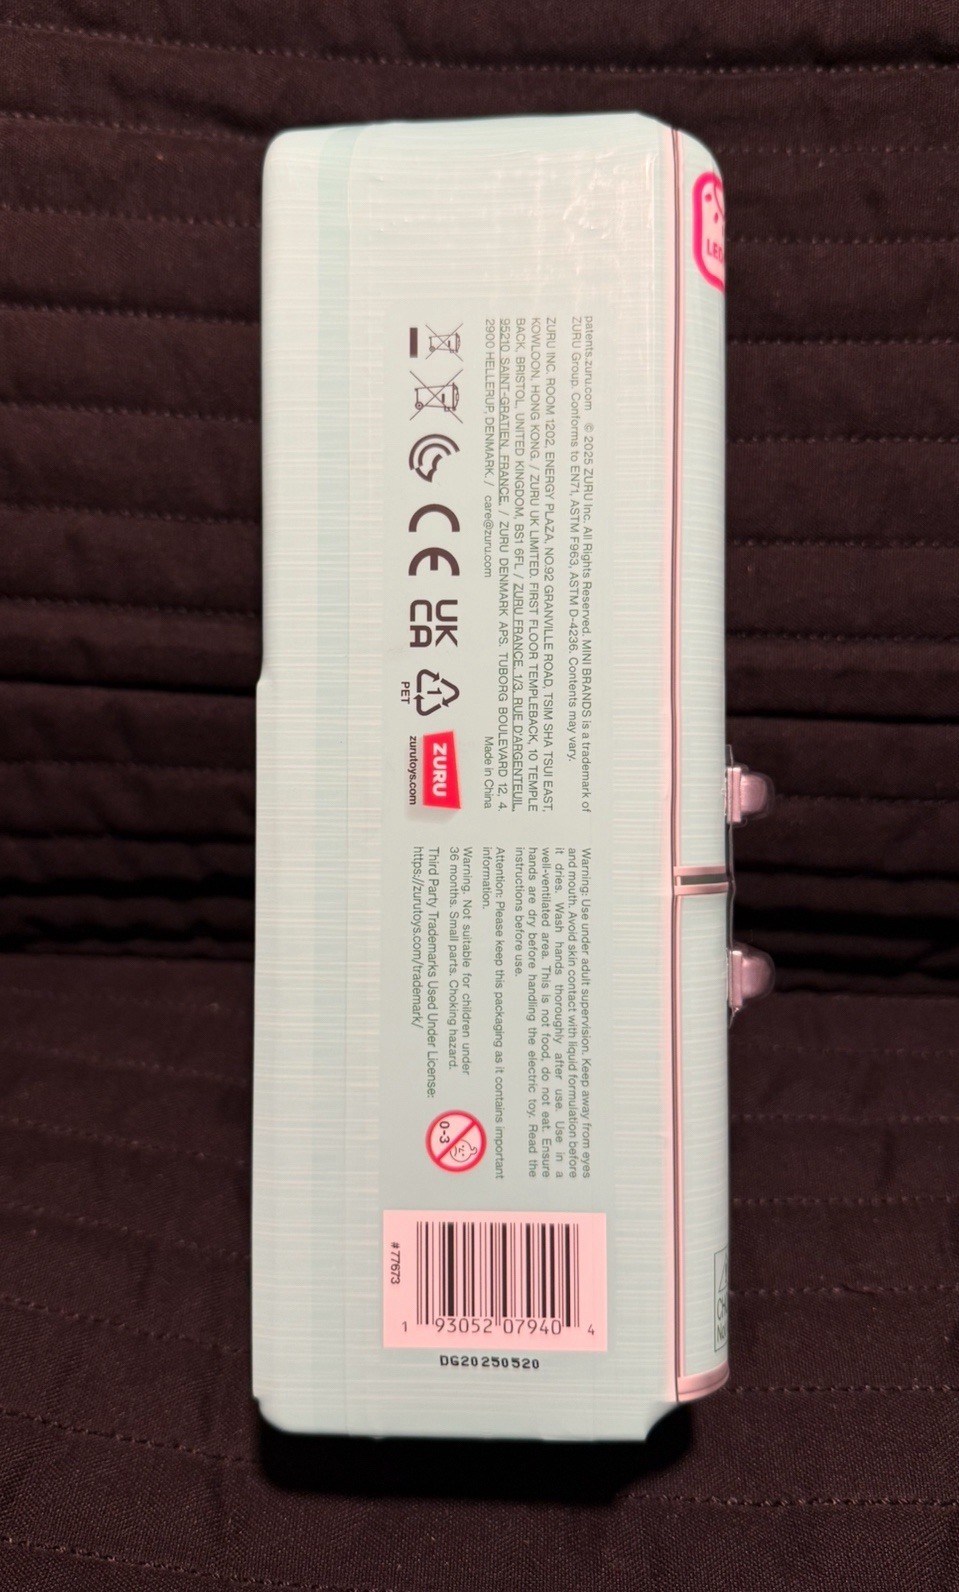 patents.zuru.com © 2025 ZURU Inc. All Rights Reserved. MINI BRANDS is a trademark of
ZURU Group. Conforms to EN71, ASTM F963, ASTM D-4236. Contents may vary.
ZURU INC. ROOM 1202, ENERGY PLAZA, NO.92 GRANVILLE ROAD, TSIM SHA TSUI EAST,
KOWLOON, HONG KONG. / ZURU UK LIMITED. FIRST FLOOR TEMPLEBACK, 10 TEMPLE
BACK, BRISTOL, UNITED KINGDOM, BS1 6FL / ZURU FRANCE. 1/3, RUE D'ARGENTEUIL,
95210 SAINT-GRATIEN, FRANCE. / ZURU DENMARK APS. TUBORG BOULEVARD 12, 4.
2900 HELLERUP, DENMARK. / care@zuru.com
Made in China
CE
UK
CA
1
PET
ZURU
zurutoys.com
Warning: Use under adult supervision. Keep away from eyes
and mouth. Avoid skin contact with liquid formulation before
it dries. Wash hands thoroughly after use. Use in a
well-ventilated area. This is not food, do not eat. Ensure
hands are dry before handling the electric toy. Read the
instructions before use.
Attention: Please keep this packaging as it contains important
information.
Warning. Not suitable for children under
36 months. Small parts. Choking hazard.
Third Party Trademarks Used Under License:
https://zurutoys.com/trademark/
0-3
1 93052 07940 4
#77673
DG20250520